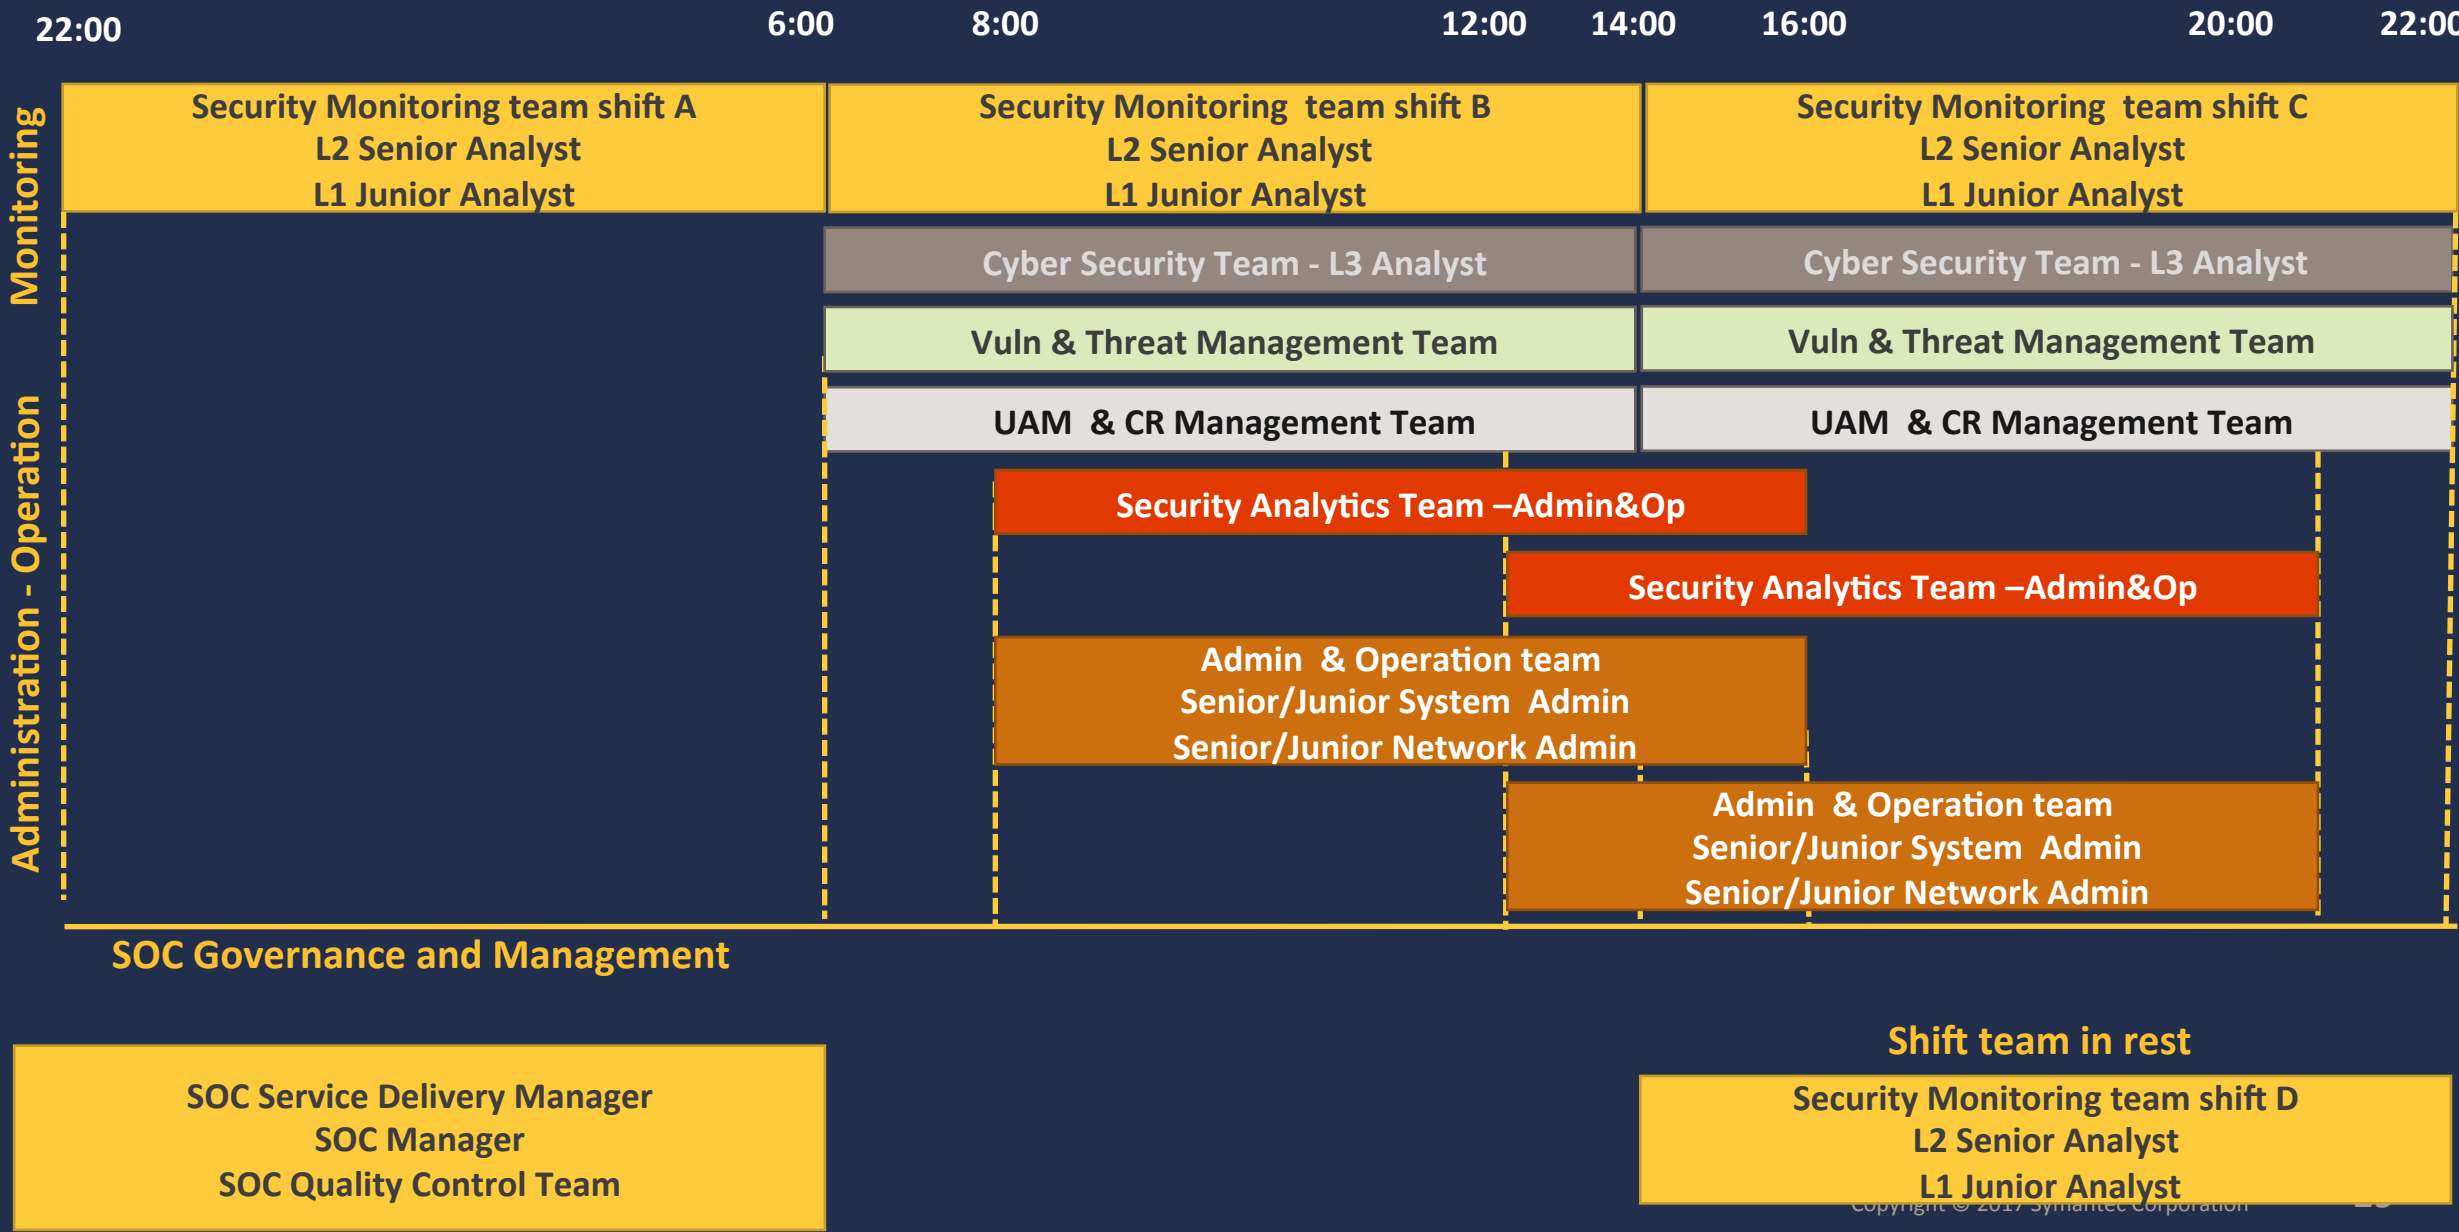 22:00 6:00 8:00 12:00 14:00 16:00 20:00 22:00
Monitoring
Security Monitoring team shift A
L2 Senior Analyst
L1 Junior Analyst
Security Monitoring team shift B
L2 Senior Analyst
L1 Junior Analyst
Security Monitoring team shift C
L2 Senior Analyst
L1 Junior Analyst
Cyber Security Team - L3 Analyst
Cyber Security Team - L3 Analyst
Vuln & Threat Management Team
Vuln & Threat Management Team
Administration - Operation
UAM & CR Management Team
UAM & CR Management Team
Security Analytics Team –Admin&Op
Security Analytics Team –Admin&Op
Admin & Operation team
Senior/Junior System Admin
Senior/Junior Network Admin
Admin & Operation team
Senior/Junior System Admin
Senior/Junior Network Admin
SOC Governance and Management
SOC Service Delivery Manager
SOC Manager
SOC Quality Control Team
Shift team in rest
Security Monitoring team shift D
L2 Senior Analyst
L1 Junior Analyst
Copyright © 2017 Symantec Corporation